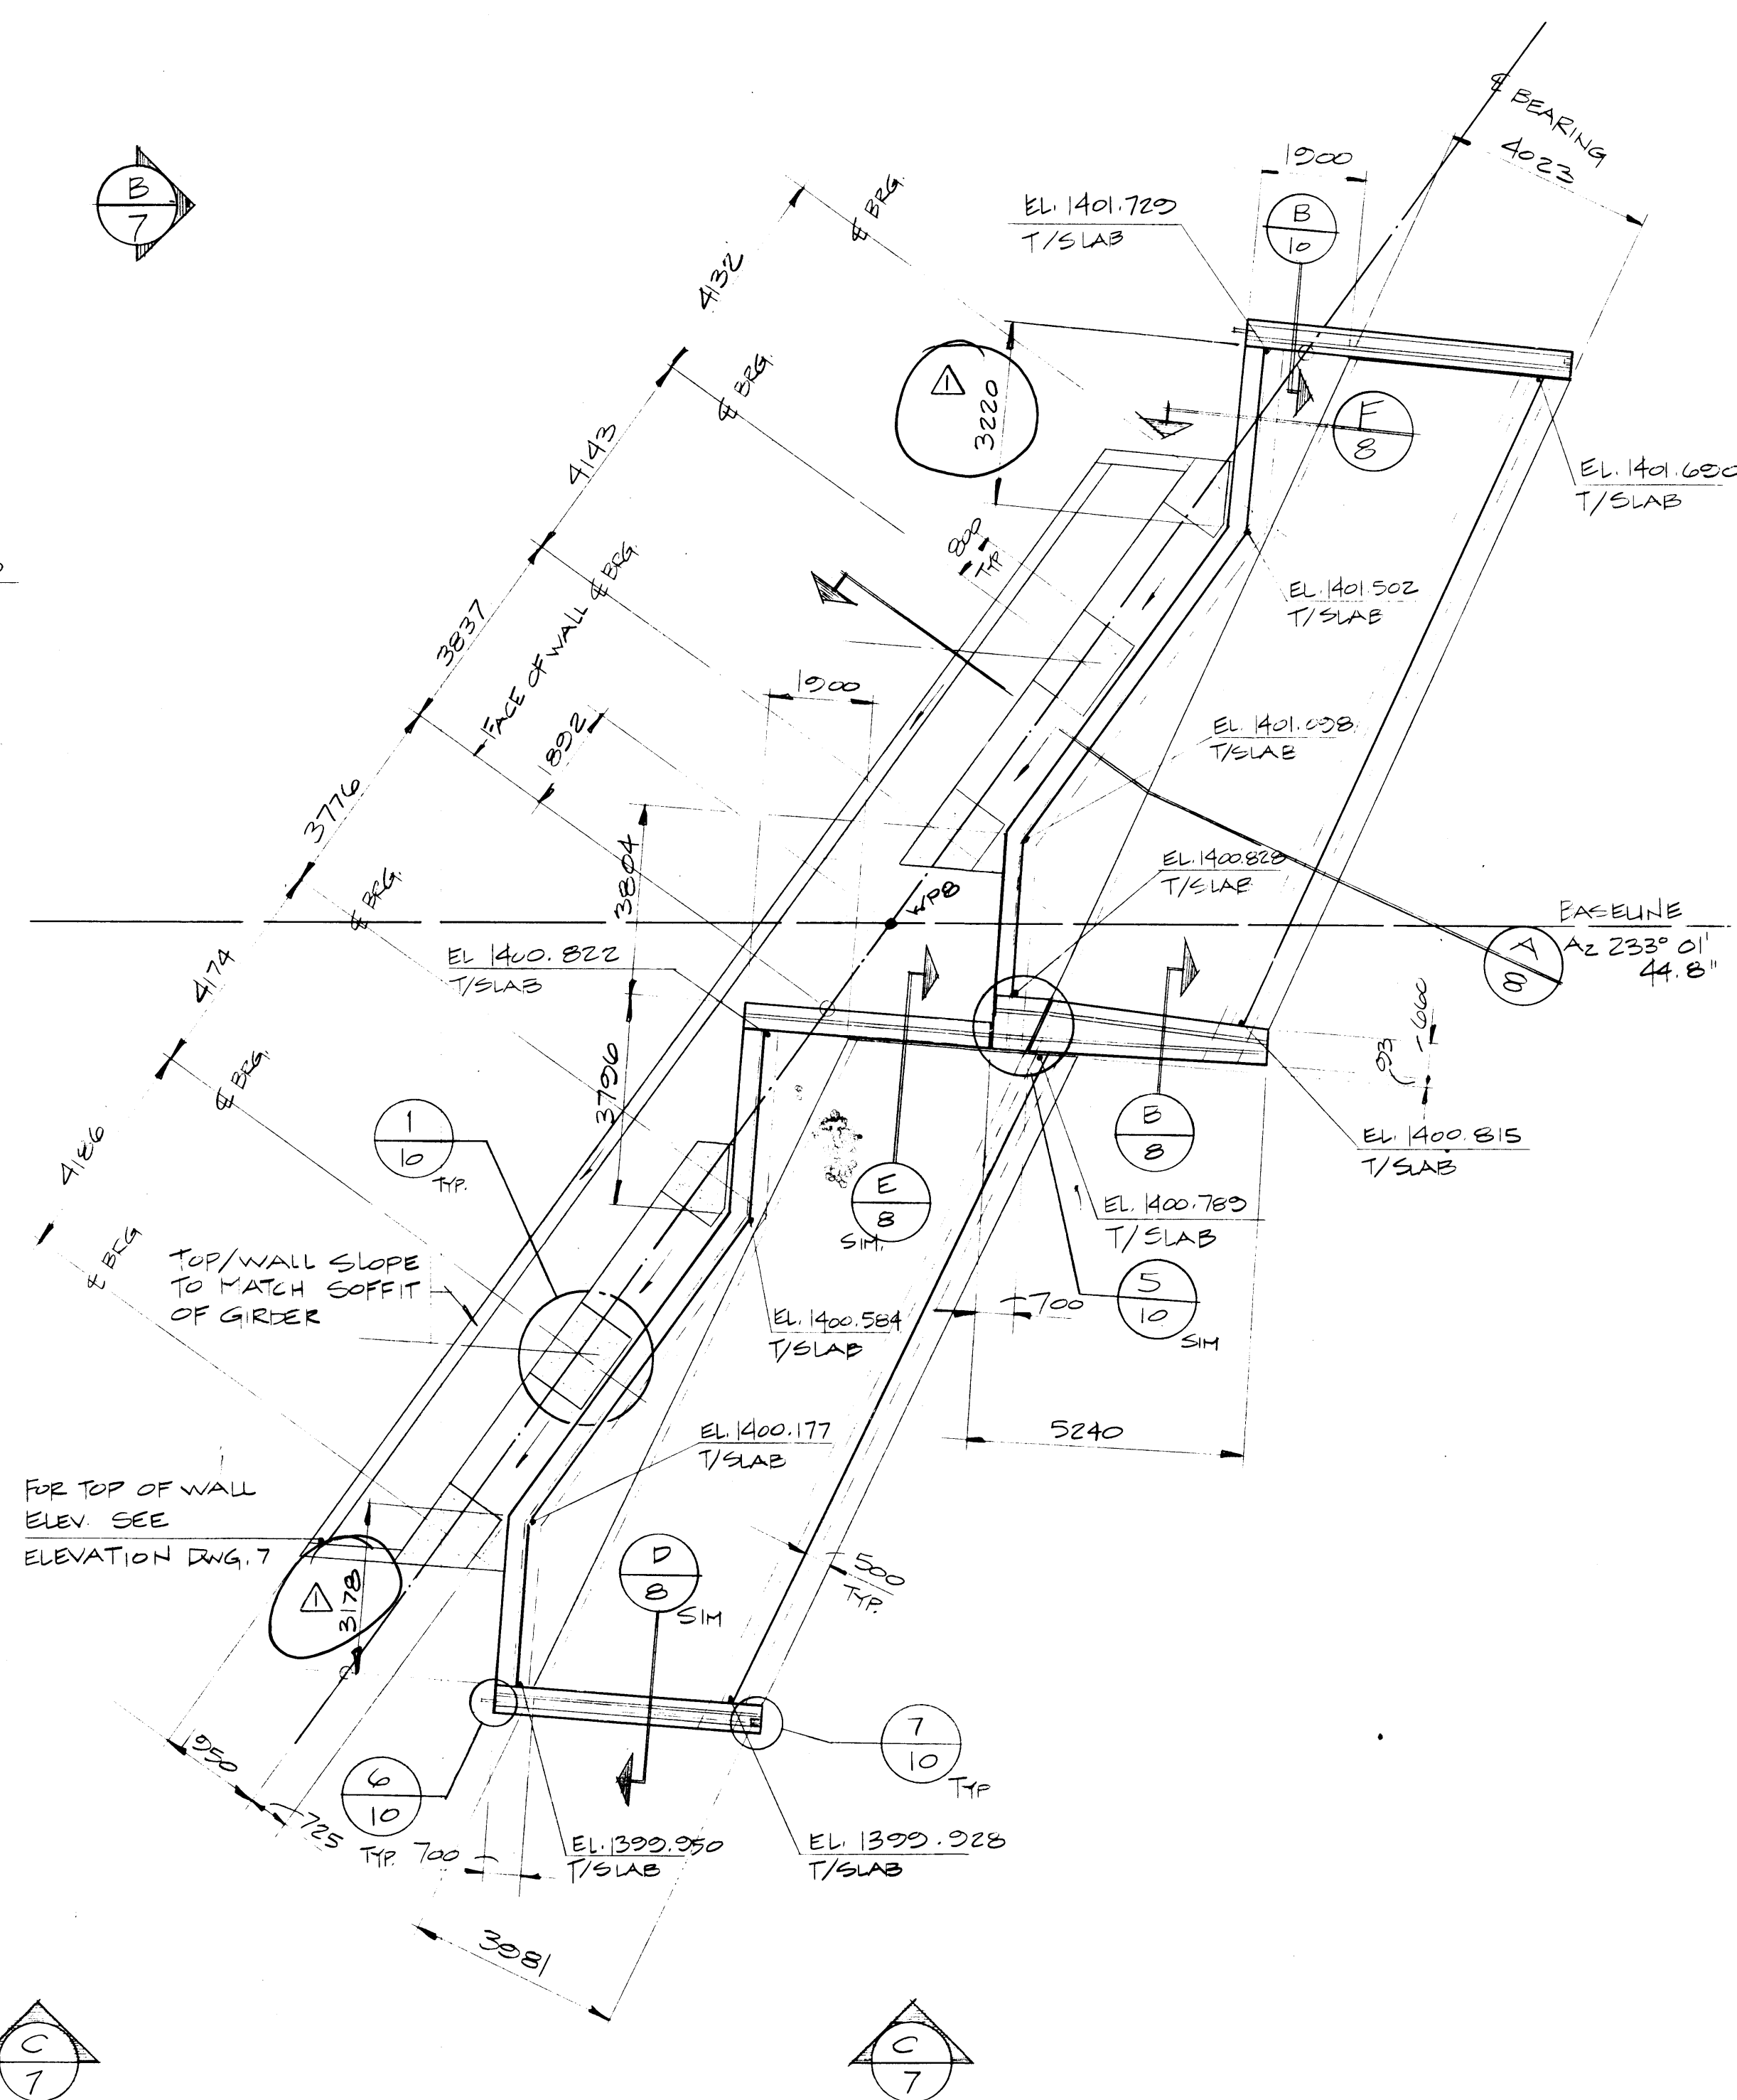 ℄ BEARING
4023
1900
B
7
℄ BRG.
EL. 1401.729
T/SLAB
B
10
4132
℄ BRG.
1
3220
F
8
4143
EL. 1401.690
T/SLAB
800
TYP
℄ BRG.
EL. 1401.502
T/SLAB
3837
FACE OF WALL
1900
1892
EL. 1401.098
T/SLAB
3776
3804
EL. 1400.828
T/SLAB
℄ BRG.
WP8
BASELINE
AZ 233° 01'
44.8"
A
8
4174
EL 1400.822
T/SLAB
660
93
℄ BRG.
3796
1
10
TYP.
B
8
EL. 1400.815
T/SLAB
4186
E
8
SIM.
EL. 1400.789
T/SLAB
℄ BRG
TOP/WALL SLOPE
TO MATCH SOFFIT
OF GIRDER
EL. 1400.584
T/SLAB
700
5
10
SIM
EL. 1400.177
T/SLAB
5240
FOR TOP OF WALL
ELEV. SEE
ELEVATION DWG. 7
1
3178
D
8
SIM
500
TYP.
7
10
TYP
950
725
6
10
TYP.
700
EL. 1399.950
T/SLAB
EL. 1399.928
T/SLAB
3981
C
7
C
7